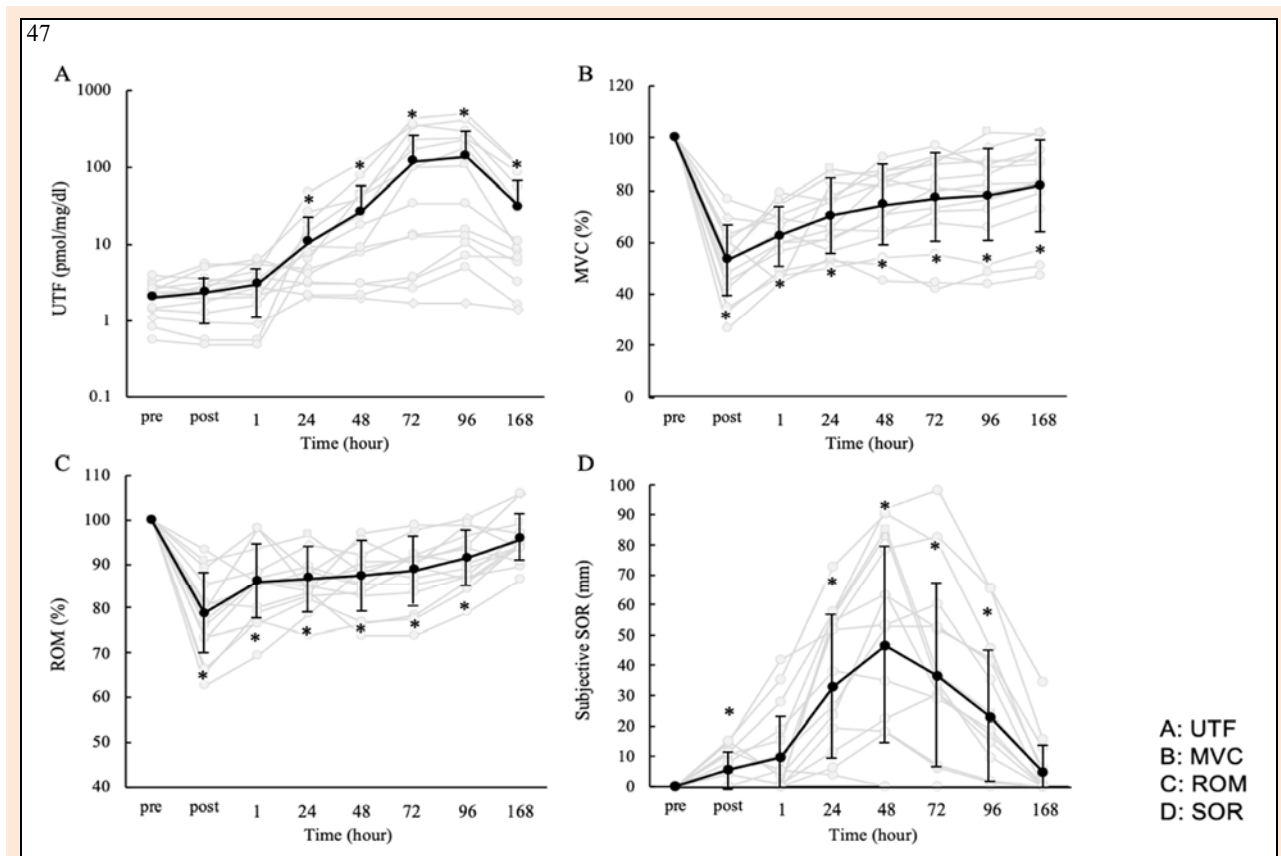 47
A
UTF (pmol/mg/dl)
1000
100
10
1
0.1
pre post 1 24 48 72 96 168
Time (hour)
* * * * *
B
MVC (%)
120
100
80
60
40
20
0
pre post 1 24 48 72 96 168
Time (hour)
* * * * * * *
C
ROM (%)
110
100
90
80
70
60
50
40
pre post 1 24 48 72 96 168
Time (hour)
* * * * * *
D
Subjective SOR (mm)
100
90
80
70
60
50
40
30
20
10
0
pre post 1 24 48 72 96 168
Time (hour)
* * * * *
A: UTF
B: MVC
C: ROM
D: SOR